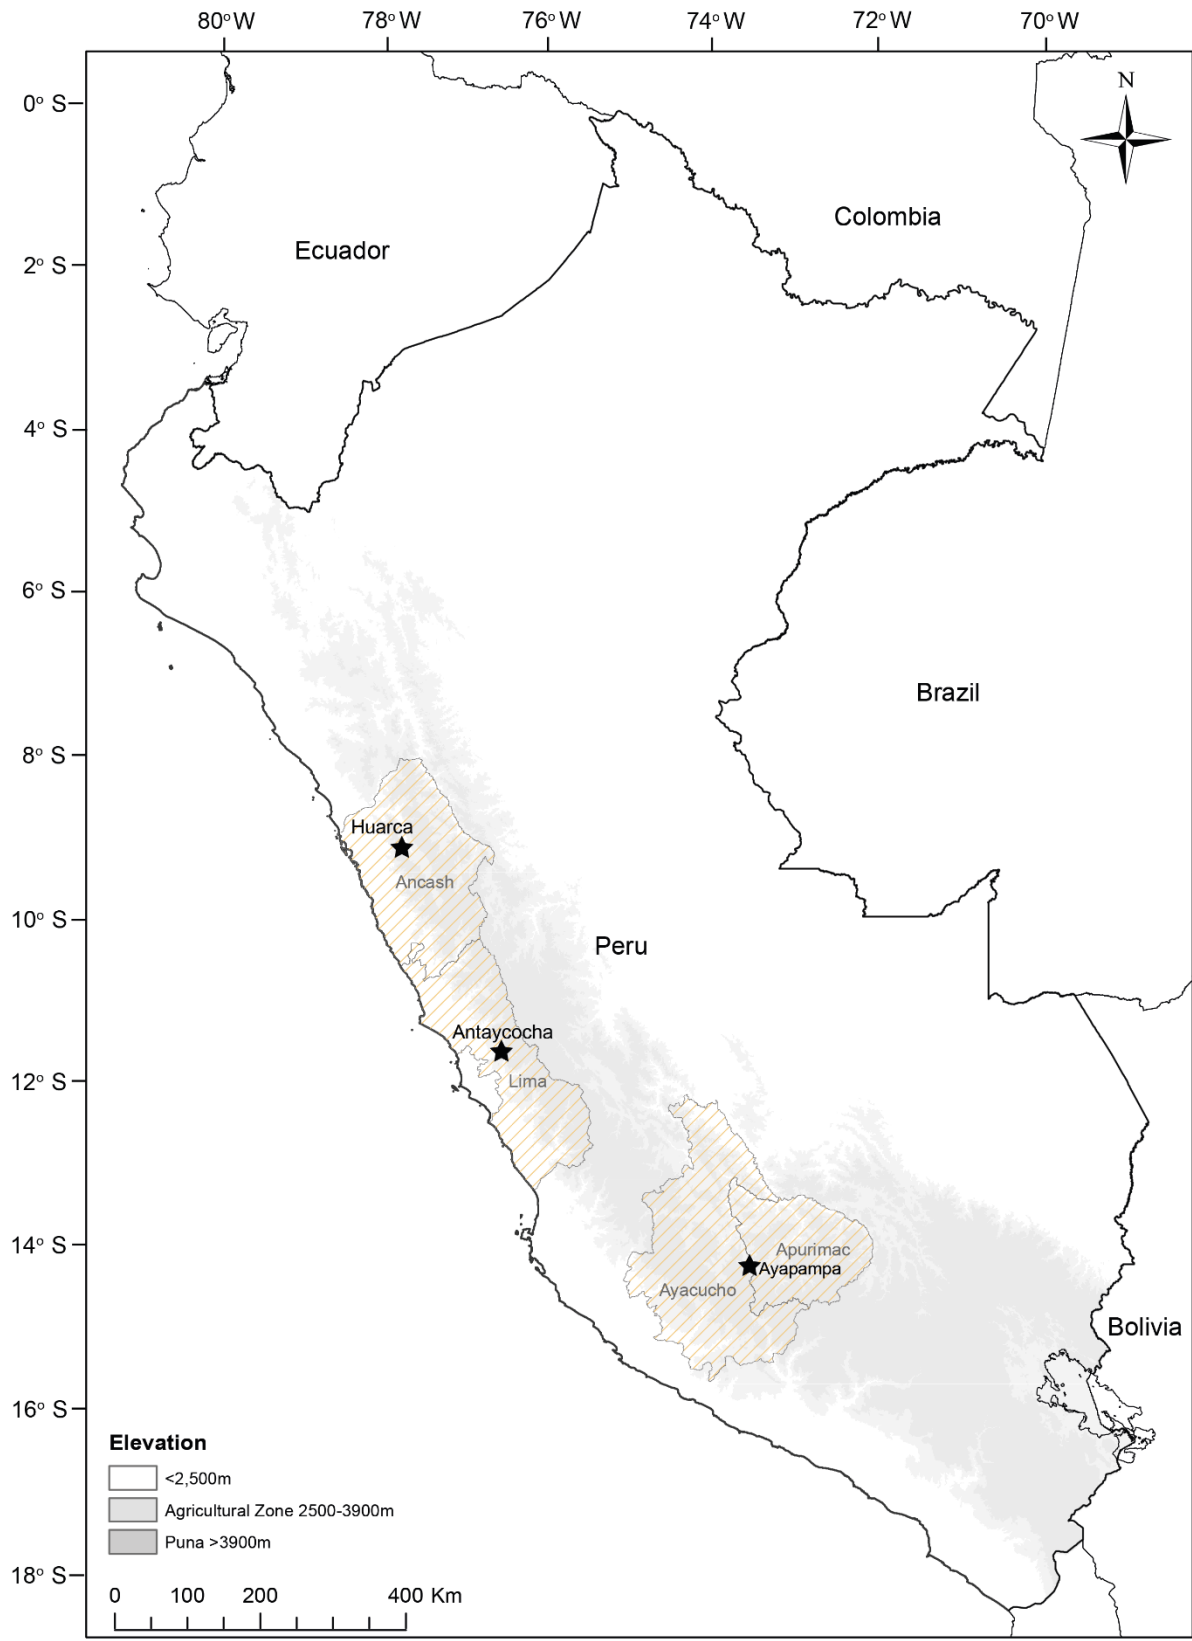 80° W
78° W
76° W
74° W
72° W
70° W
N
0° S
Colombia
Ecuador
2° S
4° S
6° S
Brazil
8° S
Huarca
Ancash
10° S
Peru
Antaycocha
12° S
Lima
14° S
Apurimac
Ayapampa
Ayacucho
Bolivia
16° S
Elevation
<2,500m
Agricultural Zone 2500-3900m
Puna >3900m
18° S
0 100 200 400 Km